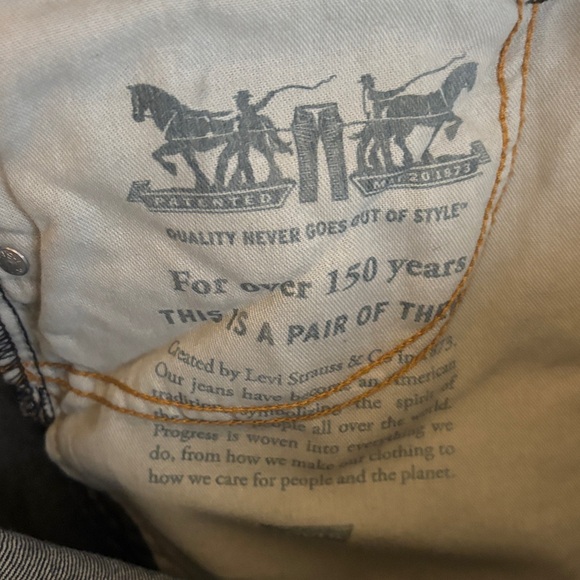 PATENTED MAY 20 1873
QUALITY NEVER GOES OUT OF STYLE™
For over 150 years
THIS IS A PAIR OF THEM
Created by Levi Strauss & Co. in 1873.
Our jeans have become an American
tradition, symbolizing the spirit of
the people all over the world.
Progress is woven into everything we
do, from how we make our clothing to
how we care for people and the planet.